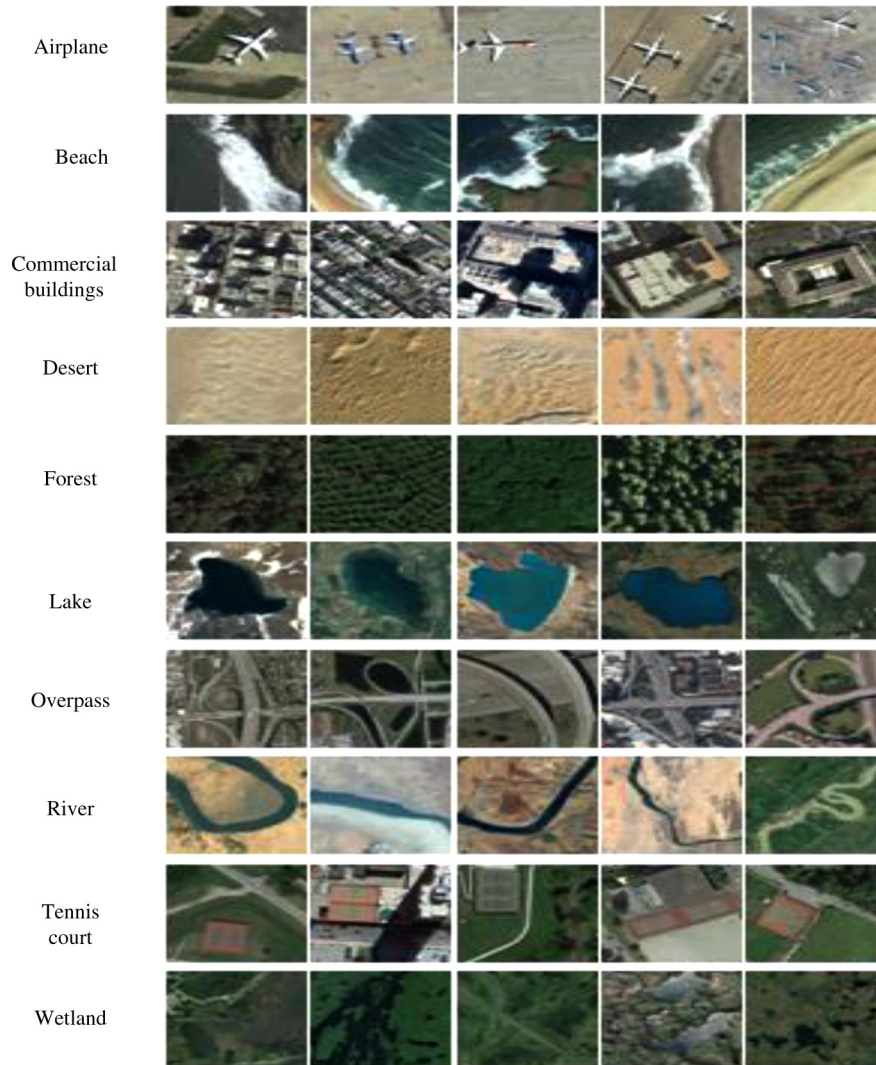 Airplane
Beach
Commercial
buildings
Desert
Forest
Lake
Overpass
River
Tennis
court
Wetland